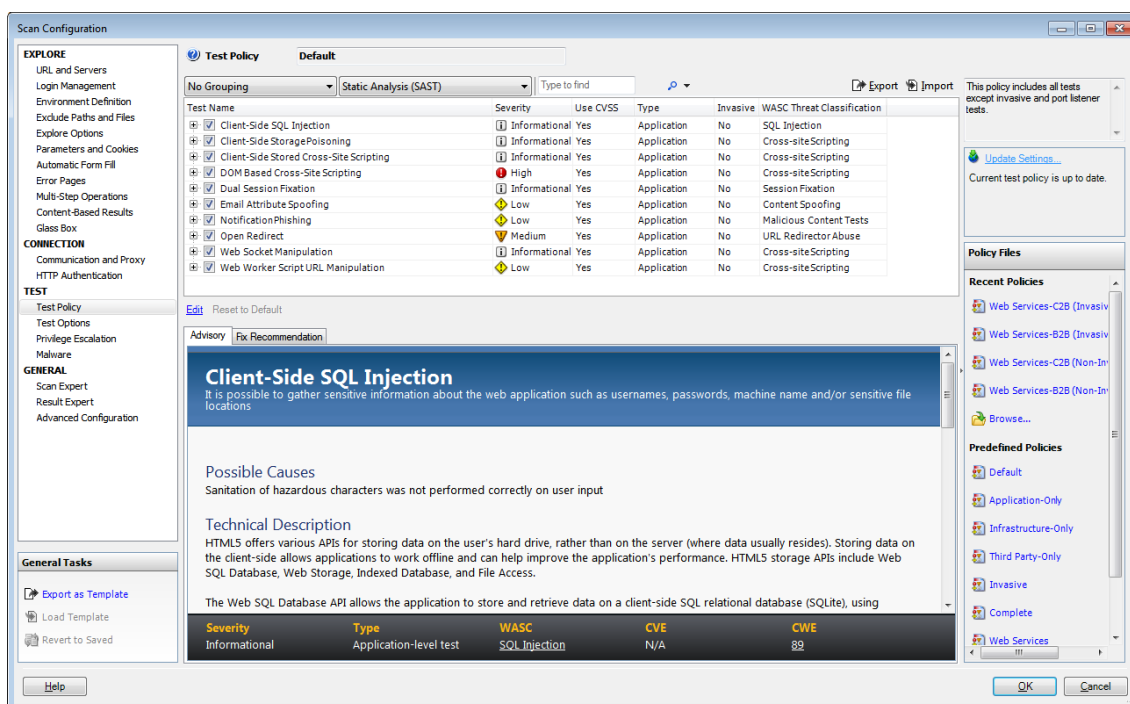 Scan Configuration
EXPLORE
URL and Servers
Login Management
Environment Definition
Exclude Paths and Files
Explore Options
Parameters and Cookies
Automatic Form Fill
Error Pages
Multi-Step Operations
Content-Based Results
Glass Box
CONNECTION
Communication and Proxy
HTTP Authentication
TEST
Test Policy
Test Options
Privilege Escalation
Malware
GENERAL
Scan Expert
Result Expert
Advanced Configuration
General Tasks
Export as Template
Load Template
Revert to Saved
Test Policy Default
No Grouping Static Analysis (SAST) Type to find Export Import
Test Name Severity Use CVSS Type Invasive WASC Threat Classification
Client-Side SQL Injection Informational Yes Application No SQL Injection
Client-Side StoragePoisoning Informational Yes Application No Cross-siteScripting
Client-Side Stored Cross-Site Scripting Informational Yes Application No Cross-siteScripting
DOM Based Cross-Site Scripting High Yes Application No Cross-siteScripting
Dual Session Fixation Informational Yes Application No Session Fixation
Email Attribute Spoofing Low Yes Application No Content Spoofing
NotificationPhishing Low Yes Application No Malicious Content Tests
Open Redirect Medium Yes Application No URL Redirector Abuse
Web Socket Manipulation Informational Yes Application No Cross-siteScripting
Web Worker Script URL Manipulation Low Yes Application No Cross-siteScripting
Edit Reset to Default
Advisory Fix Recommendation
Client-Side SQL Injection
It is possible to gather sensitive information about the web application such as usernames, passwords, machine name and/or sensitive file
locations
Possible Causes
Sanitation of hazardous characters was not performed correctly on user input
Technical Description
HTML5 offers various APIs for storing data on the user's hard drive, rather than on the server (where data usually resides). Storing data on
the client-side allows applications to work offline and can help improve the application's performance. HTML5 storage APIs include Web
SQL Database, Web Storage, Indexed Database, and File Access.
The Web SQL Database API allows the application to store and retrieve data on a client-side SQL relational database (SQLite), using
Severity Type WASC CVE CWE
Informational Application-level test SQL Injection N/A 89
This policy includes all tests
except invasive and port listener
tests.
Update Settings...
Current test policy is up to date.
Policy Files
Recent Policies
Web Services-C2B (Invasiv
Web Services-B2B (Invasiv
Web Services-C2B (Non-In
Web Services-B2B (Non-In
Browse...
Predefined Policies
Default
Application-Only
Infrastructure-Only
Third Party-Only
Invasive
Complete
Web Services
Help OK Cancel